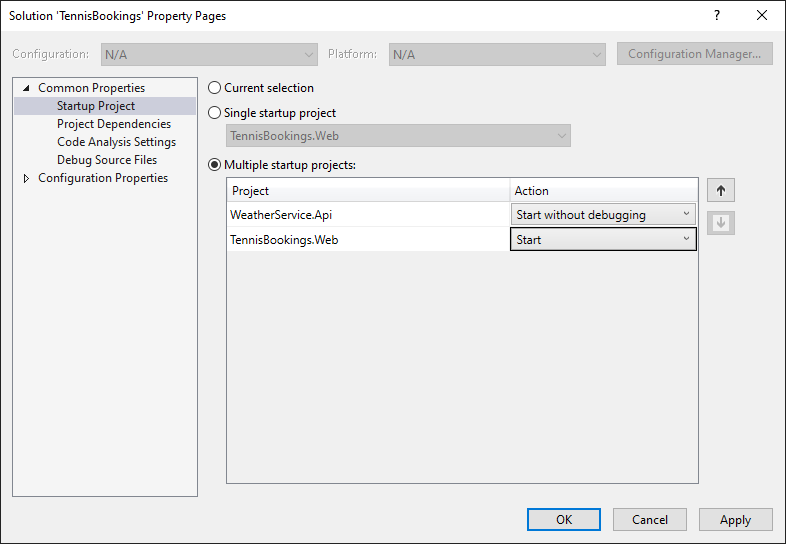 Solution 'TennisBookings' Property Pages
Configuration: N/A Platform: N/A Configuration Manager...
Common Properties
Startup Project
Project Dependencies
Code Analysis Settings
Debug Source Files
Configuration Properties
Current selection
Single startup project
TennisBookings.Web
Multiple startup projects:
Project Action
WeatherService.Api Start without debugging
TennisBookings.Web Start
OK Cancel Apply